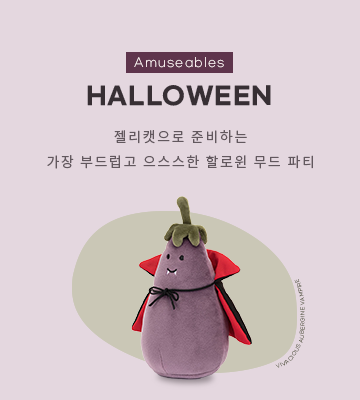 Amuseables
HALLOWEEN
젤리캣으로 준비하는
가장 부드럽고 으스스한 할로윈 무드 파티
VIVACIOUS AUBERGINE VAMPIRE